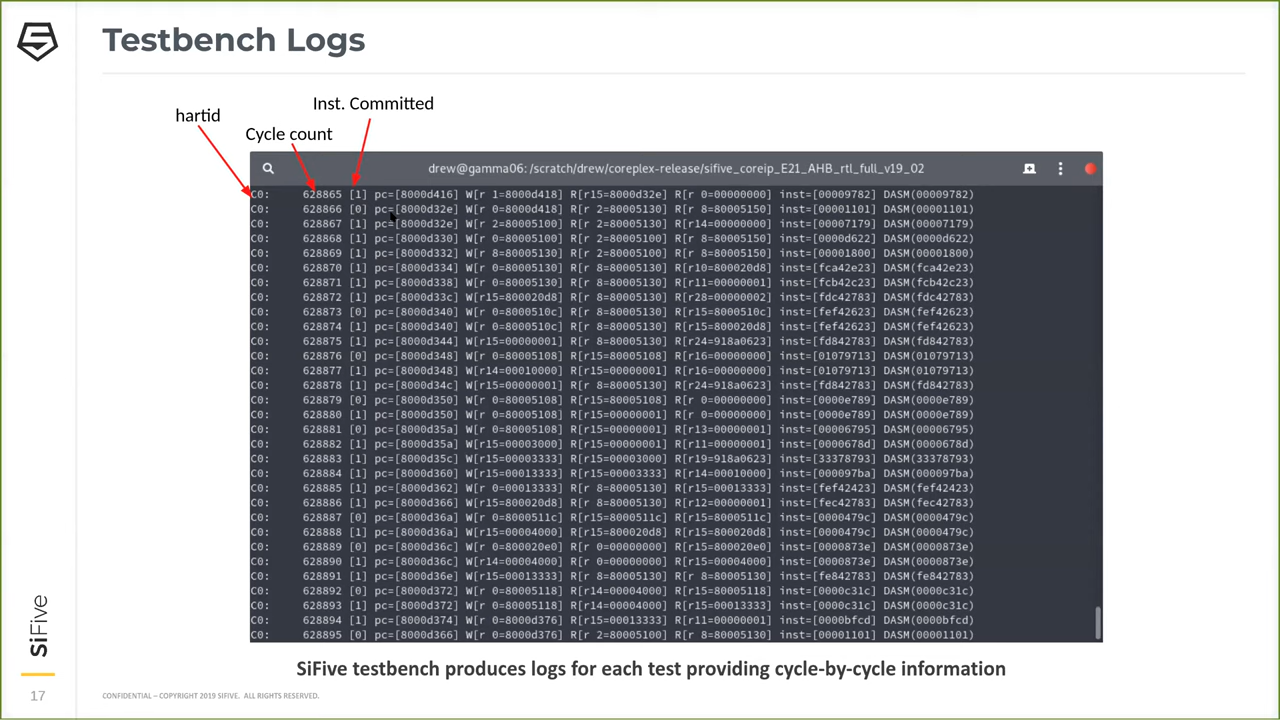 Testbench Logs
Inst. Committed
hartid
Cycle count
drew@gamma06:/scratch/drew/coreplex-release/sifive_coreip_E21_AHB_rtl_full_v19_02
C0: 628865 [1] pc=[8000d416] W[r 1=8000d418] R[r15=8000d32e] R[r 0=00000000] inst=[00009782] DASM(00009782)
C0: 628866 [0] pc=[8000d32e] W[r 0=8000d418] R[r 2=80005130] R[r 8=80005150] inst=[00001101] DASM(00001101)
C0: 628867 [1] pc=[8000d32e] W[r 2=80005100] R[r 2=80005130] R[r14=00000000] inst=[00007179] DASM(00007179)
C0: 628868 [1] pc=[8000d330] W[r 0=80005100] R[r 2=80005100] R[r 8=80005150] inst=[0000d622] DASM(0000d622)
C0: 628869 [1] pc=[8000d332] W[r 8=80005130] R[r 2=80005100] R[r 8=80005150] inst=[00001800] DASM(00001800)
C0: 628870 [1] pc=[8000d334] W[r 0=80005130] R[r 8=80005130] R[r10=800020d8] inst=[fca42e23] DASM(fca42e23)
C0: 628871 [1] pc=[8000d338] W[r 0=80005130] R[r 8=80005130] R[r11=00000001] inst=[fcb42c23] DASM(fcb42c23)
C0: 628872 [1] pc=[8000d33c] W[r15=800020d8] R[r 8=80005130] R[r28=00000002] inst=[fdc42783] DASM(fdc42783)
C0: 628873 [0] pc=[8000d340] W[r 0=8000510c] R[r 8=80005130] R[r15=8000510c] inst=[fef42623] DASM(fef42623)
C0: 628874 [1] pc=[8000d340] W[r 0=8000510c] R[r 8=80005130] R[r15=800020d8] inst=[fef42623] DASM(fef42623)
C0: 628875 [1] pc=[8000d344] W[r15=00000001] R[r 8=80005130] R[r24=918a0623] inst=[fd842783] DASM(fd842783)
C0: 628876 [0] pc=[8000d348] W[r 0=80005108] R[r15=80005108] R[r16=00000000] inst=[01079713] DASM(01079713)
C0: 628877 [1] pc=[8000d348] W[r14=00010000] R[r15=00000001] R[r16=00000000] inst=[01079713] DASM(01079713)
C0: 628878 [1] pc=[8000d34c] W[r15=00000001] R[r 8=80005130] R[r24=918a0623] inst=[fd842783] DASM(fd842783)
C0: 628879 [0] pc=[8000d350] W[r 0=80005108] R[r15=80005108] R[r 0=00000000] inst=[0000e789] DASM(0000e789)
C0: 628880 [1] pc=[8000d350] W[r 0=80005108] R[r15=00000001] R[r 0=00000000] inst=[0000e789] DASM(0000e789)
C0: 628881 [0] pc=[8000d35a] W[r 0=80005108] R[r15=00000001] R[r13=00000001] inst=[00006795] DASM(00006795)
C0: 628882 [1] pc=[8000d35a] W[r15=00003000] R[r15=00000001] R[r11=00000001] inst=[0000678d] DASM(0000678d)
C0: 628883 [1] pc=[8000d35c] W[r15=00003333] R[r15=00003000] R[r19=918a0623] inst=[33378793] DASM(33378793)
C0: 628884 [1] pc=[8000d360] W[r15=00013333] R[r15=00003333] R[r14=00010000] inst=[000097ba] DASM(000097ba)
C0: 628885 [1] pc=[8000d362] W[r 0=80005118] R[r 8=80005130] R[r15=00013333] inst=[fef42423] DASM(fef42423)
C0: 628886 [1] pc=[8000d366] W[r15=800020d8] R[r 8=80005130] R[r12=00000001] inst=[fec42783] DASM(fec42783)
C0: 628887 [0] pc=[8000d36a] W[r 0=8000511c] R[r15=8000511c] R[r15=8000511c] inst=[0000479c] DASM(0000479c)
C0: 628888 [1] pc=[8000d36a] W[r15=00004000] R[r15=800020d8] R[r15=800020d8] inst=[0000479c] DASM(0000479c)
C0: 628889 [0] pc=[8000d36c] W[r 0=800020e0] R[r 0=00000000] R[r15=800020e0] inst=[0000873e] DASM(0000873e)
C0: 628890 [1] pc=[8000d36c] W[r14=00004000] R[r 0=00000000] R[r15=00004000] inst=[0000873e] DASM(0000873e)
C0: 628891 [1] pc=[8000d36e] W[r15=00013333] R[r 8=80005130] R[r 8=80005130] inst=[fe842783] DASM(fe842783)
C0: 628892 [0] pc=[8000d372] W[r 0=80005118] R[r14=00004000] R[r15=80005118] inst=[0000c31c] DASM(0000c31c)
C0: 628893 [1] pc=[8000d372] W[r 0=80005118] R[r14=00004000] R[r15=00013333] inst=[0000c31c] DASM(0000c31c)
C0: 628894 [1] pc=[8000d374] W[r 0=8000d376] R[r15=00013333] R[r11=00000001] inst=[0000bfcd] DASM(0000bfcd)
C0: 628895 [0] pc=[8000d366] W[r 0=8000d376] R[r 2=80005100] R[r 8=80005130] inst=[00001101] DASM(00001101)
SiFive testbench produces logs for each test providing cycle-by-cycle information
SiFive
17
CONFIDENTIAL – COPYRIGHT 2019 SIFIVE. ALL RIGHTS RESERVED.